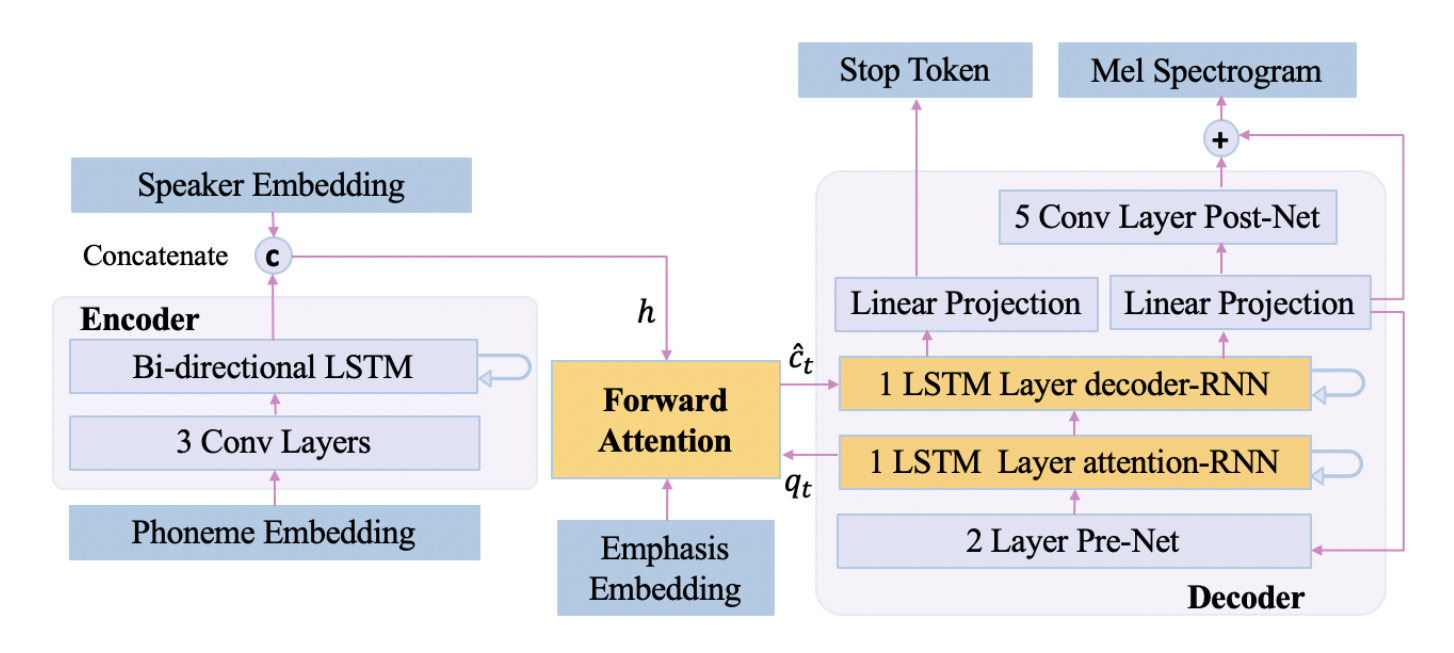 Stop Token
Mel Spectrogram
+
Speaker Embedding
Concatenate
c
5 Conv Layer Post-Net
Linear Projection
Linear Projection
h
Encoder
Bi-directional LSTM
3 Conv Layers
Phoneme Embedding
Forward
Attention
ĉₜ
qₜ
Emphasis
Embedding
1 LSTM Layer decoder-RNN
1 LSTM Layer attention-RNN
2 Layer Pre-Net
Decoder